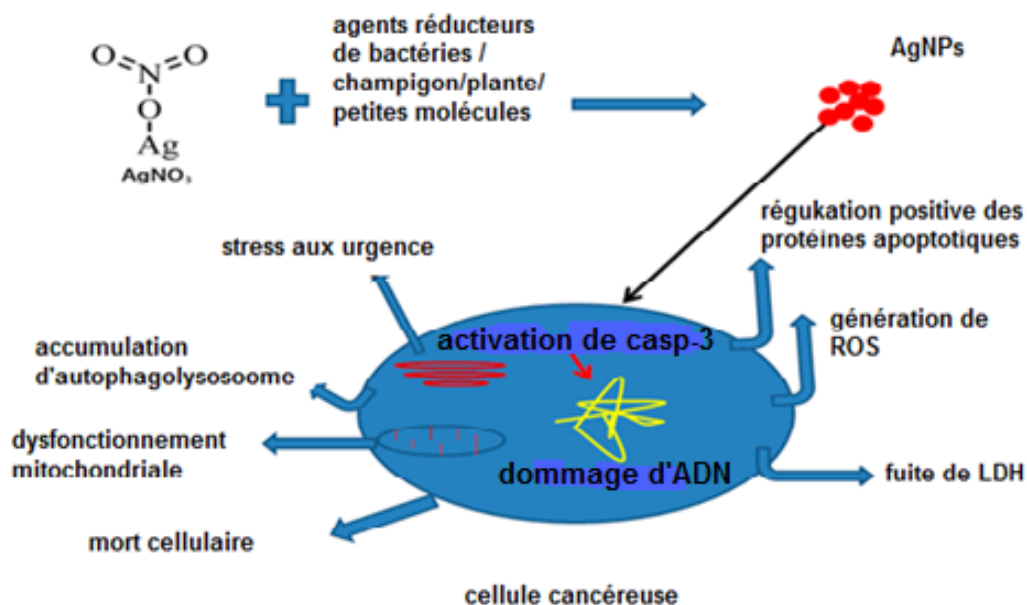 O N O
O
Ag
AgNO₃
agents réducteurs
de bactéries /
champigon/plante/
petites molécules
AgNPs
régukation positive des
protéines apoptotiques
stress aux urgence
génération de
ROS
activation de casp-3
accumulation
d'autophagolysosoome
dysfonctionnement
mitochondriale
dommage d'ADN
fuite de LDH
mort cellulaire
cellule cancéreuse